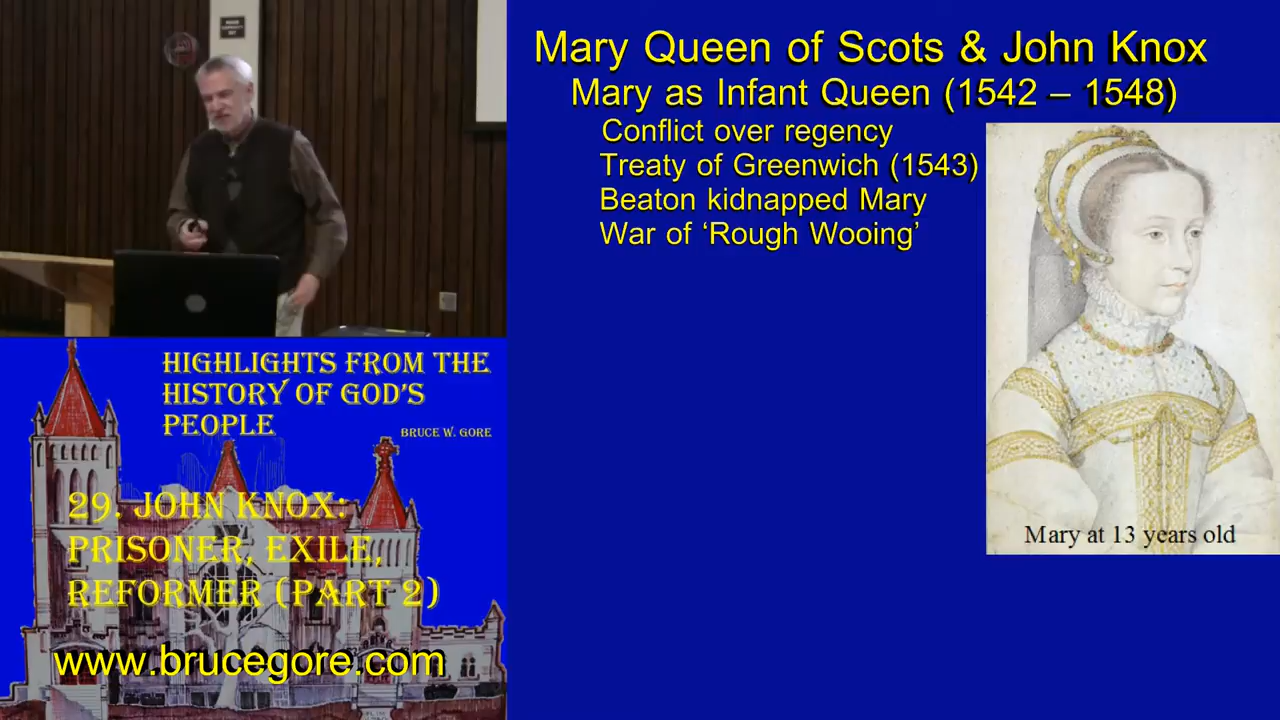 Mary Queen of Scots & John Knox
Mary as Infant Queen (1542 – 1548)
Conflict over regency
Treaty of Greenwich (1543)
Beaton kidnapped Mary
War of ‘Rough Wooing’
Mary at 13 years old
HIGHLIGHTS FROM THE
HISTORY OF GOD'S
PEOPLE
BRUCE W. GORE
29. JOHN KNOX:
PRISONER, EXILE,
REFORMER (PART 2)
www.brucegore.com